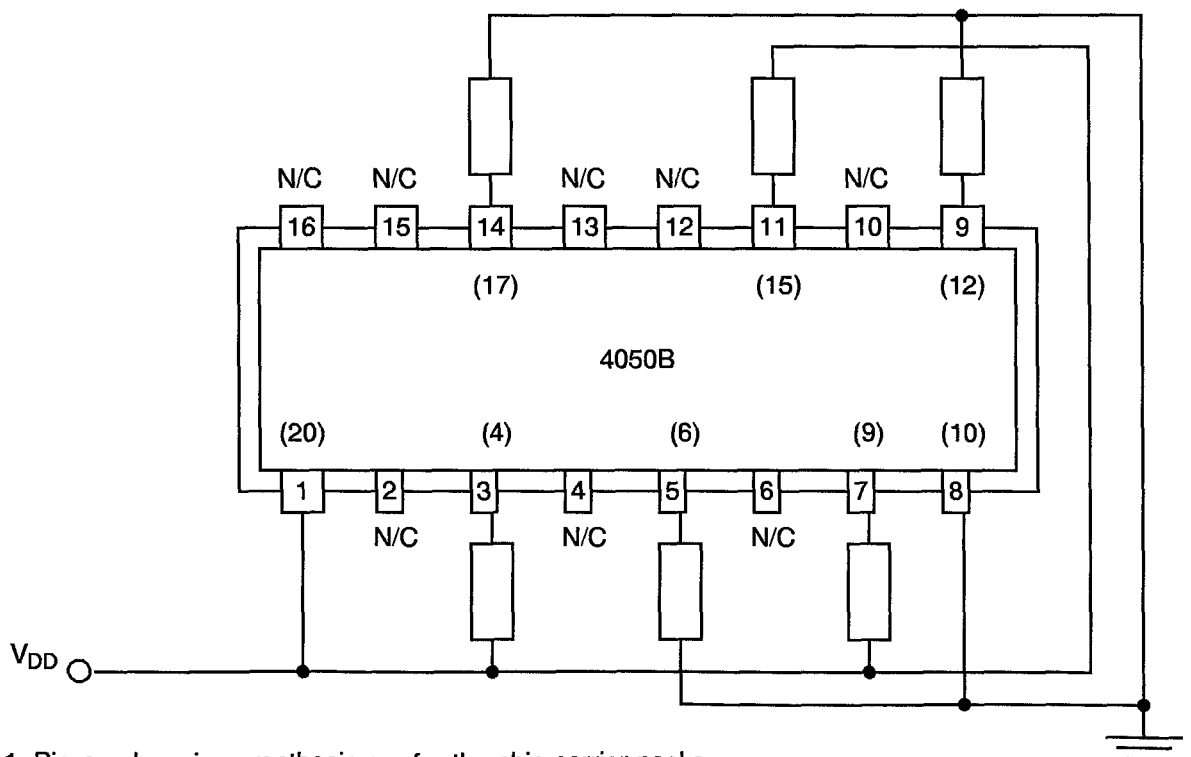 N/C N/C N/C N/C N/C
16 15 14 13 12 11 10 9
(17) (15) (12)
4050B
(20) (4) (6) (9) (10)
1 2 3 4 5 6 7 8
N/C N/C N/C
VDD